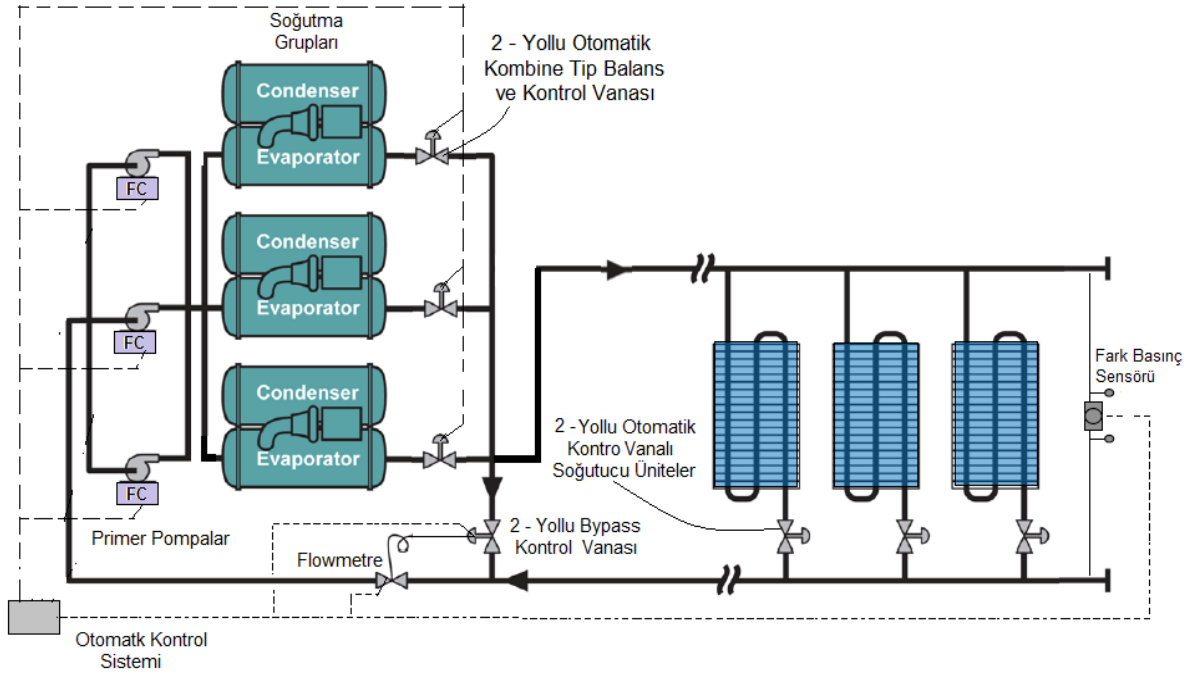 Soğutma
Grupları
2 - Yollu Otomatik
Kombine Tip Balans
ve Kontrol Vanası
Condenser
Evaporator
FC
Condenser
Evaporator
FC
Condenser
Evaporator
FC
Primer Pompalar
Fark Basınç
Sensörü
2 -Yollu Otomatik
Kontro Vanalı
Soğutucu Üniteler
2 - Yollu Bypass
Kontrol Vanası
Flowmetre
Otomatk Kontrol
Sistemi